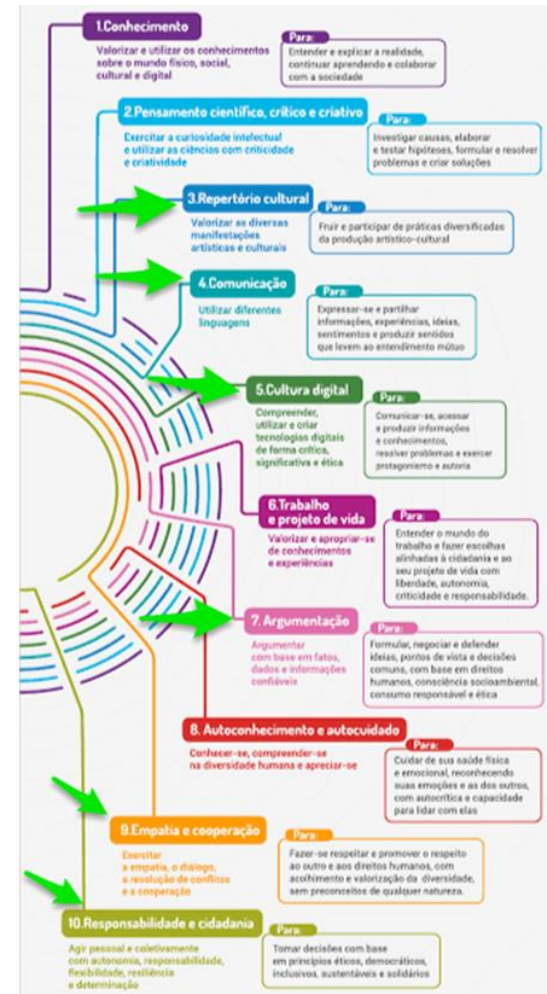 1.Conhecimento
Valorizar e utilizar os conhecimentos
sobre o mundo físico, social,
cultural e digital
Para:
Entender e explicar a realidade,
continuar aprendendo e colaborar
com a sociedade
2.Pensamento científico, crítico e criativo
Exercitar a curiosidade intelectual
e utilizar as ciências com criticidade
e criatividade
Para:
Investigar causas, elaborar
e testar hipóteses, formular e resolver
problemas e criar soluções
3.Repertório cultural
Valorizar as diversas
manifestações
artísticas e culturais
Para:
Fruir e participar de práticas diversificadas
da produção artístico-cultural
4.Comunicação
Utilizar diferentes
linguagens
Para:
Expressar-se e partilhar
informações, experiências, ideias,
sentimentos e produzir sentidos
que levem ao entendimento mútuo
5.Cultura digital
Compreender,
utilizar e criar
tecnologias digitais
de forma crítica,
significativa e ética
Para:
Comunicar-se, acessar
e produzir informações
e conhecimentos,
resolver problemas e exercer
protagonismo e autoria
6.Trabalho
e projeto de vida
Valorizar e apropriar-se
de conhecimentos
e experiências
Para:
Entender o mundo do
trabalho e fazer escolhas
alinhadas à cidadania e ao
seu projeto de vida com
liberdade, autonomia,
criticidade e responsabilidade.
7. Argumentação
Argumentar
com base em fatos,
dados e informações
confiáveis
Para:
Formular, negociar e defender
ideias, pontos de vista e decisões
comuns, com base em direitos
humanos, consciência socioambiental,
consumo responsável e ética
8. Autoconhecimento e autocuidado
Conhecer-se, compreender-se
na diversidade humana e apreciar-se
Para:
Cuidar de sua saúde física
e emocional, reconhecendo
suas emoções e as dos outros,
com autocrítica e capacidade
para lidar com elas
9.Empatia e cooperação
Exercitar
a empatia, o diálogo,
a resolução de conflitos
e a cooperação
Para:
Fazer-se respeitar e promover o respeito
ao outro e aos direitos humanos, com
acolhimento e valorização da diversidade,
sem preconceitos de qualquer natureza.
10.Responsabilidade e cidadania
Agir pessoal e coletivamente
com autonomia, responsabilidade,
flexibilidade, resiliência
e determinação
Para:
Tomar decisões com base
em princípios éticos, democráticos,
inclusivos, sustentáveis e solidários